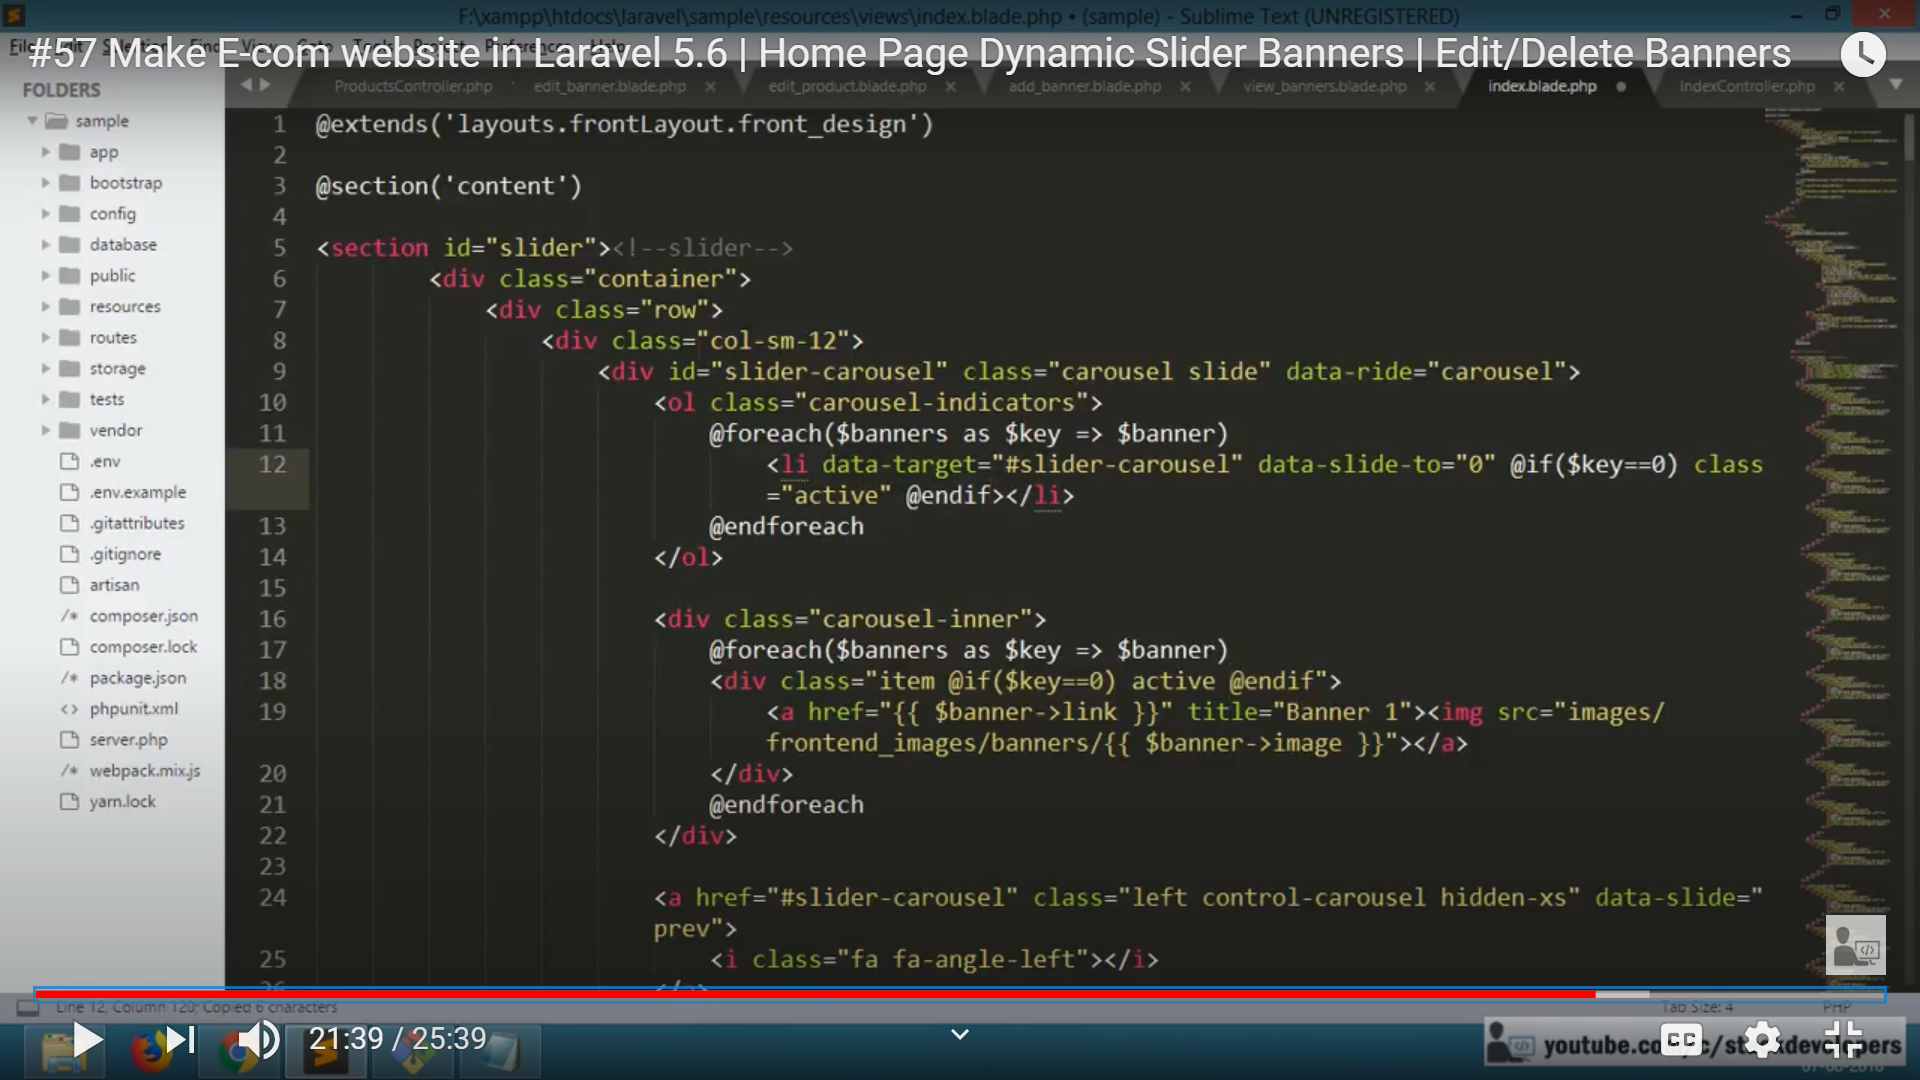 F:\xampp\htdocs\laravel\sample\resources\views\index.blade.php • (sample) - Sublime Text (UNREGISTERED)
#57 Make E-com website in Laravel 5.6 | Home Page Dynamic Slider Banners | Edit/Delete Banners
FOLDERS
ProductsController.php
edit_banner.blade.php
edit_product.blade.php
add_banner.blade.php
view_banners.blade.php
index.blade.php
IndexController.php
sample
app
bootstrap
config
database
public
resources
routes
storage
tests
vendor
.env
.env.example
.gitattributes
.gitignore
artisan
/* composer.json
composer.lock
/* package.json
<> phpunit.xml
server.php
/* webpack.mix.js
yarn.lock
1 @extends('layouts.frontLayout.front_design')
2
3 @section('content')
4
5 <section id="slider"><!--slider-->
6 <div class="container">
7 <div class="row">
8 <div class="col-sm-12">
9 <div id="slider-carousel" class="carousel slide" data-ride="carousel">
10 <ol class="carousel-indicators">
11 @foreach($banners as $key => $banner)
12 <li data-target="#slider-carousel" data-slide-to="0" @if($key==0) class
="active" @endif></li>
13 @endforeach
14 </ol>
15
16 <div class="carousel-inner">
17 @foreach($banners as $key => $banner)
18 <div class="item @if($key==0) active @endif">
19 <a href="{{ $banner->link }}" title="Banner 1"><img src="images/
frontend_images/banners/{{ $banner->image }}"></a>
20 </div>
21 @endforeach
22 </div>
23
24 <a href="#slider-carousel" class="left control-carousel hidden-xs" data-slide="
prev">
25 <i class="fa fa-angle-left"></i>
26 </a>
Line 12, Column 120; Copied 6 characters
Tab Size: 4
PHP
21:39 / 25:39
CC
youtube.com/c/stackdevelopers